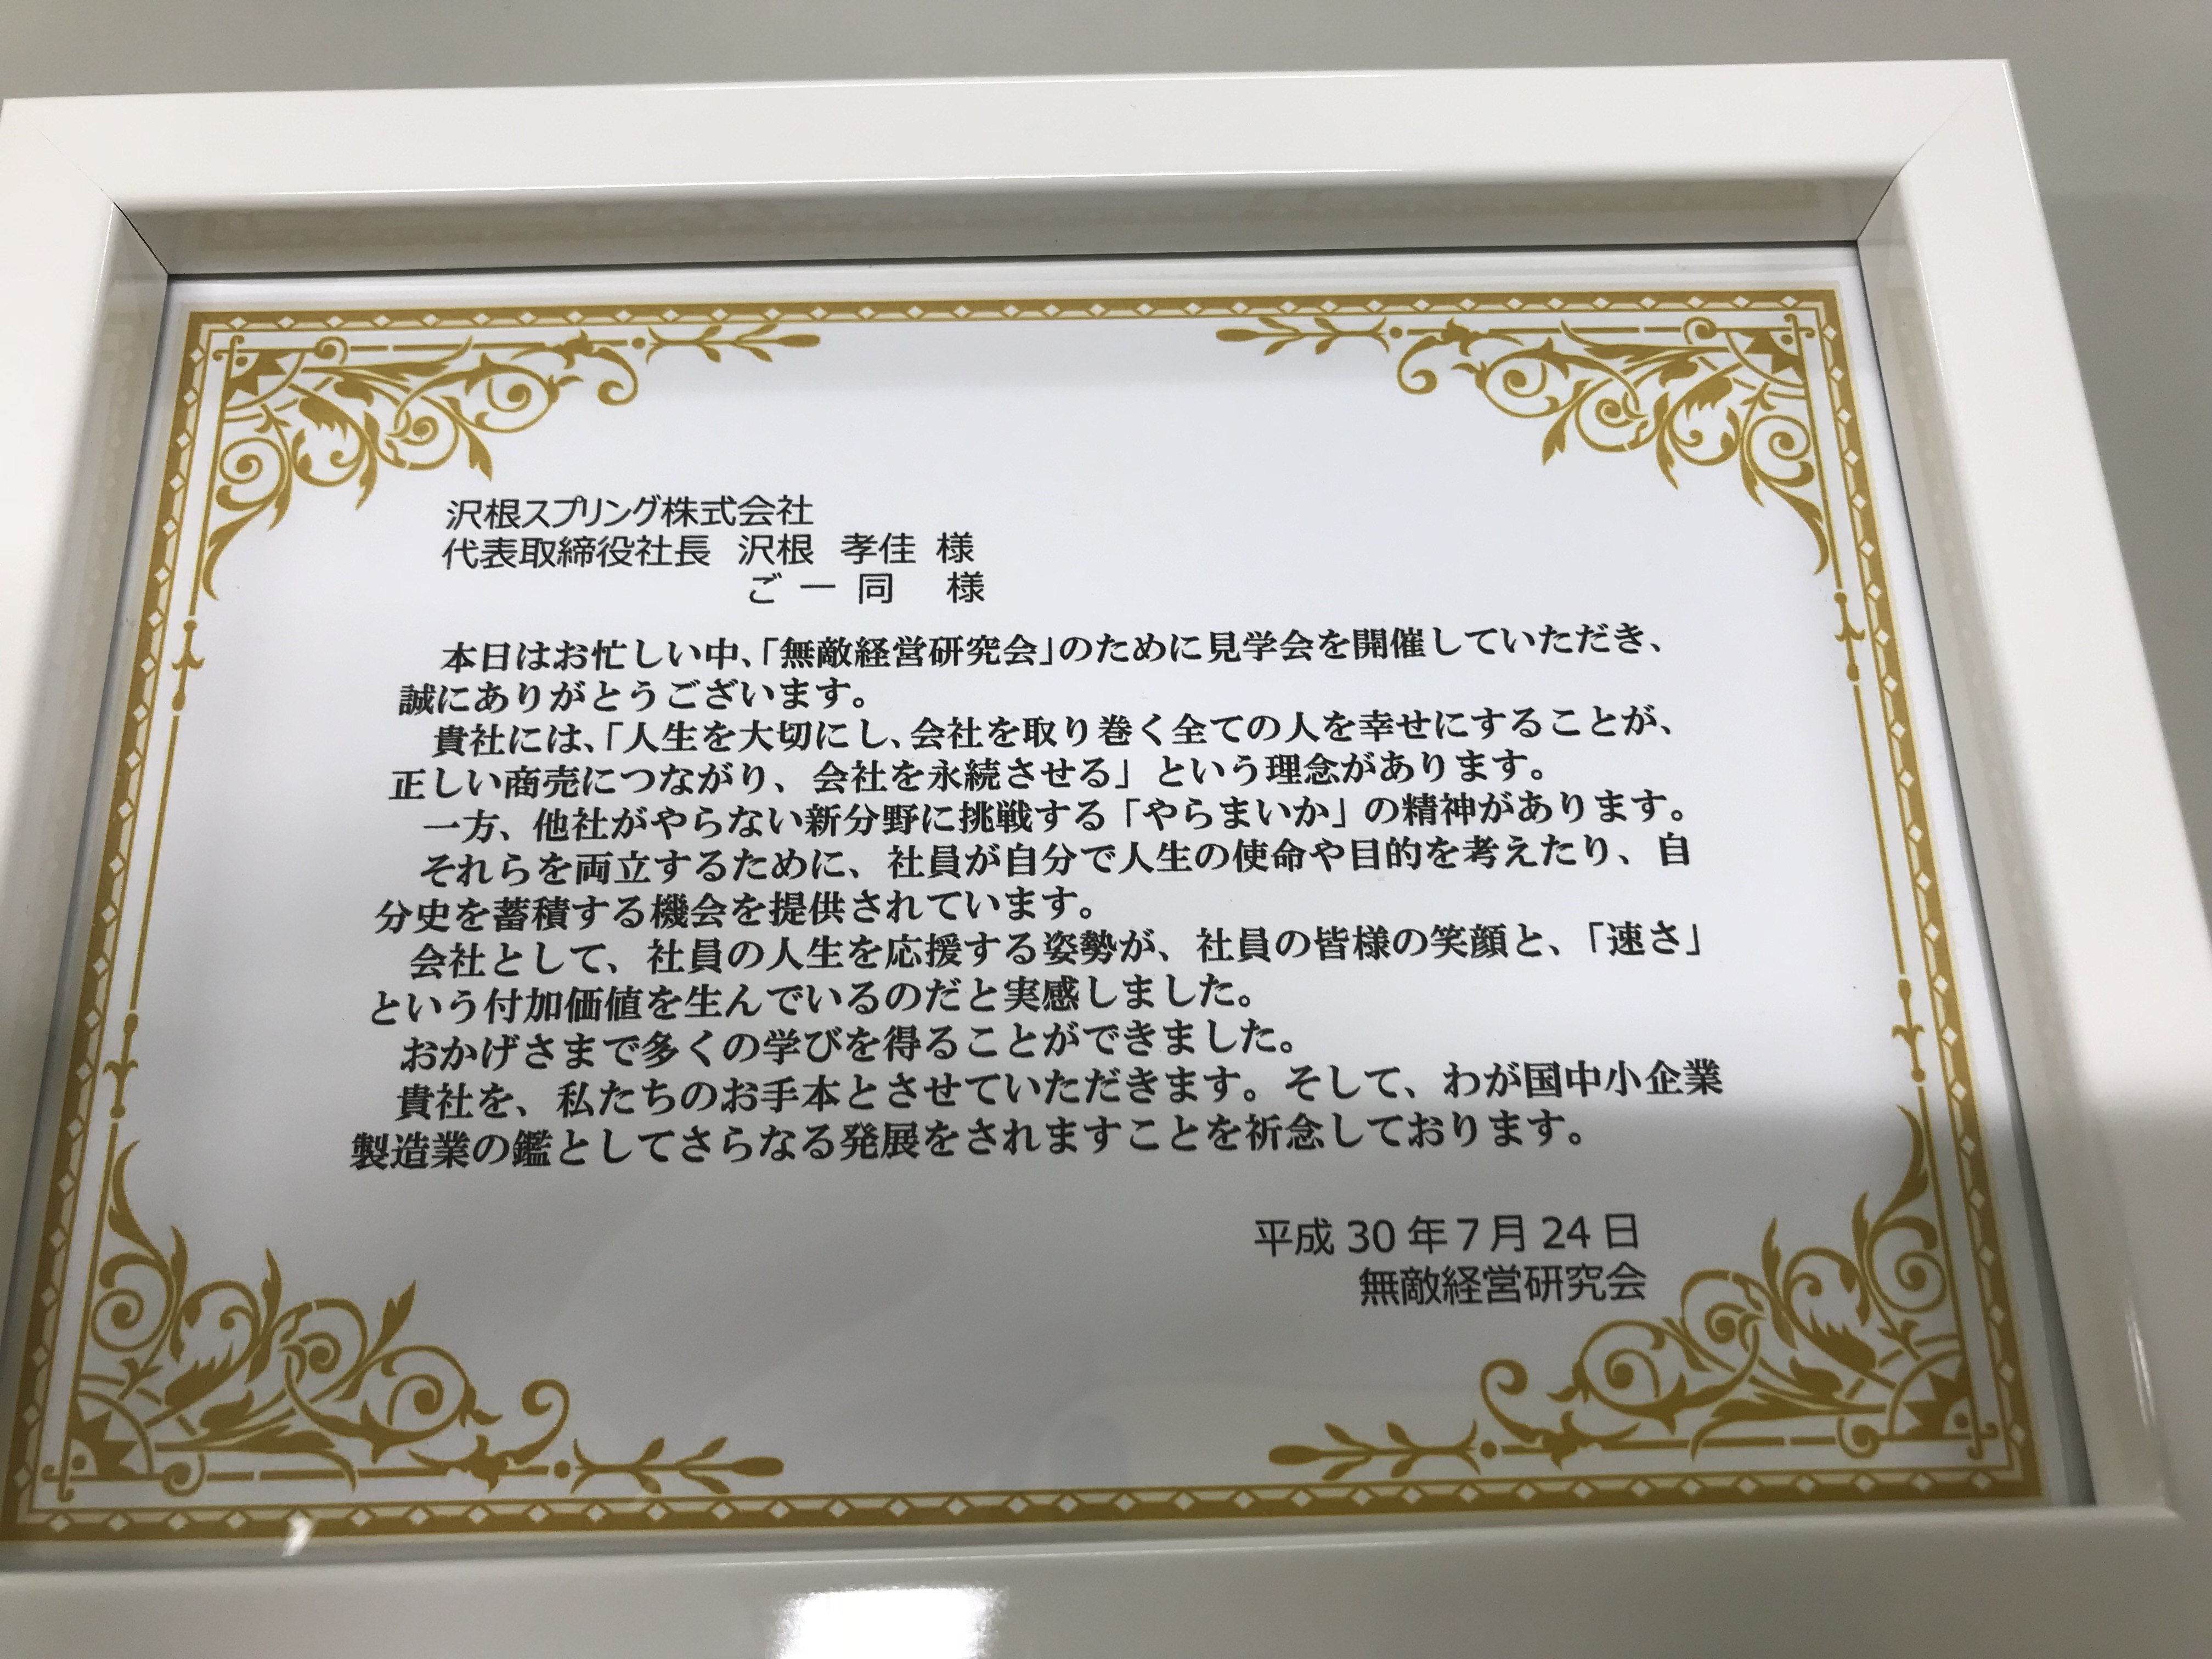 沢根スプリング株式会社
代表取締役社長 沢根 孝佳 様
ご 一 同 様
本日はお忙しい中、「無敵経営研究会」のために見学会を開催していただき、
誠にありがとうございます。
貴社には、「人生を大切にし、会社を取り巻く全ての人を幸せにすることが、
正しい商売につながり、会社を永続させる」という理念があります。
一方、他社がやらない新分野に挑戦する「やらまいか」の精神があります。
それらを両立するために、社員が自分で人生の使命や目的を考えたり、自
分史を蓄積する機会を提供されています。
会社として、社員の人生を応援する姿勢が、社員の皆様の笑顔と、「速さ」
という付加価値を生んでいるのだと実感しました。
おかげさまで多くの学びを得ることができました。
貴社を、私たちのお手本とさせていただきます。そして、わが国中小企業
製造業の鑑としてさらなる発展をされますことを祈念しております。
平成 30 年 7 月 24 日
無敵経営研究会